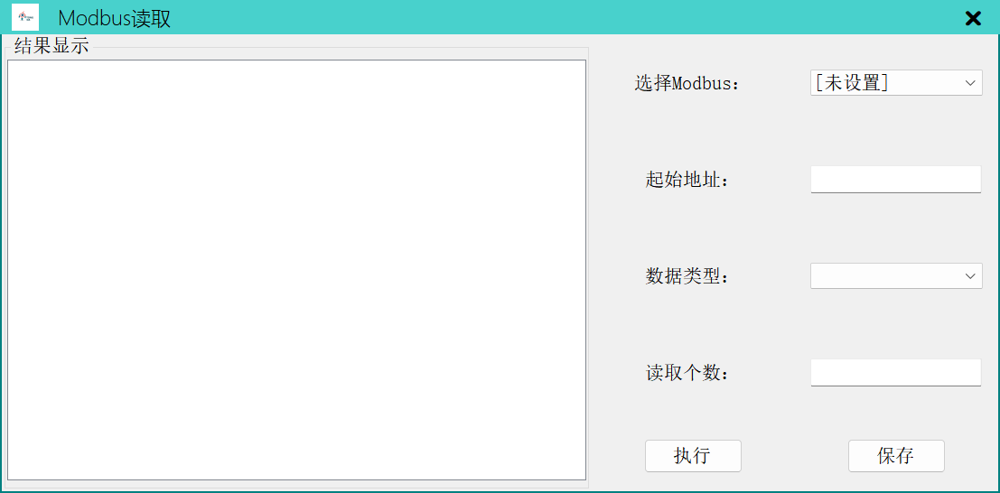 Modbus读取
结果显示
选择Modbus：
[未设置]
起始地址：
数据类型：
读取个数：
执行
保存